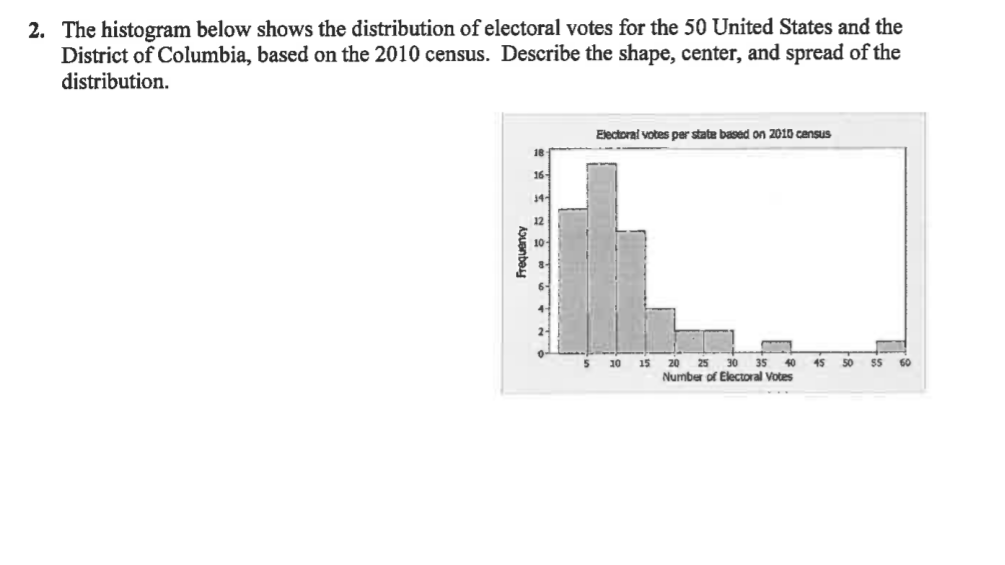 2. The histogram below shows the distribution of electoral votes for the 50 United States and the
District of Columbia, based on the 2010 census. Describe the shape, center, and spread of the
distribution.
Electoral votes per state based on 2010 census
18
16
14
12
10
8
6
4
2
0
Frequency
5 10 15 20 25 30 35 40 45 50 55 60
Number of Electoral Votes